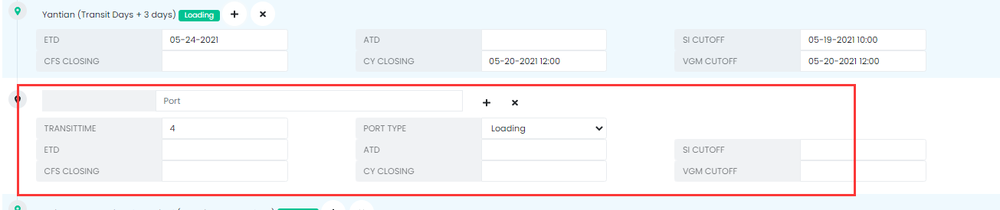 Yantian (Transit Days + 3 days) Loading
ETD 05-24-2021 ATD SI CUTOFF 05-19-2021 10:00
CFS CLOSING CY CLOSING 05-20-2021 12:00 VGM CUTOFF 05-20-2021 12:00
Port
TRANSITTIME 4 PORT TYPE Loading
ETD ATD SI CUTOFF
CFS CLOSING CY CLOSING VGM CUTOFF